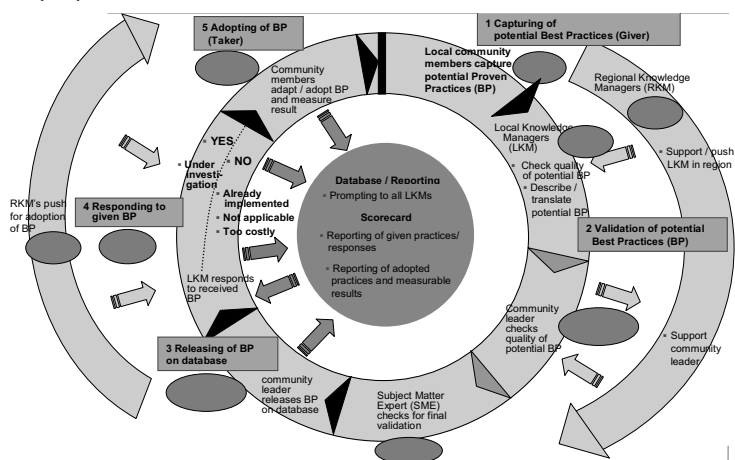 1 Capturing of
potential Best Practices (Giver)
Local community
members capture
potential Proven
Practices (BP)
Regional Knowledge
Managers (RKM)
Local Knowledge
Managers
(LKM)
▪ Check quality
of potential BP
▪ Describe /
translate
potential BP
▪ Support / push
LKM in region
2 Validation of potential
Best Practices (BP)
Community
leader
checks
quality of
potential BP
▪ Support
community
leader
Subject Matter
Expert (SME)
checks for final
validation
3 Releasing of BP
on database
community
leader
releases BP
on database
4 Responding to
given BP
RKM's push
for adoption
of BP
LKM responds
to received
BP
▪ YES
▪ Under
investi-
gation
▪ NO
▪ Already
implemented
▪ Not applicable
▪ Too costly
5 Adopting of BP
(Taker)
Community
members
adapt / adopt BP
and measure
result
Database / Reporting
▪ Prompting to all LKMs
Scorecard
▪ Reporting of given practices/
responses
▪ Reporting of adopted
practices and measurable
results